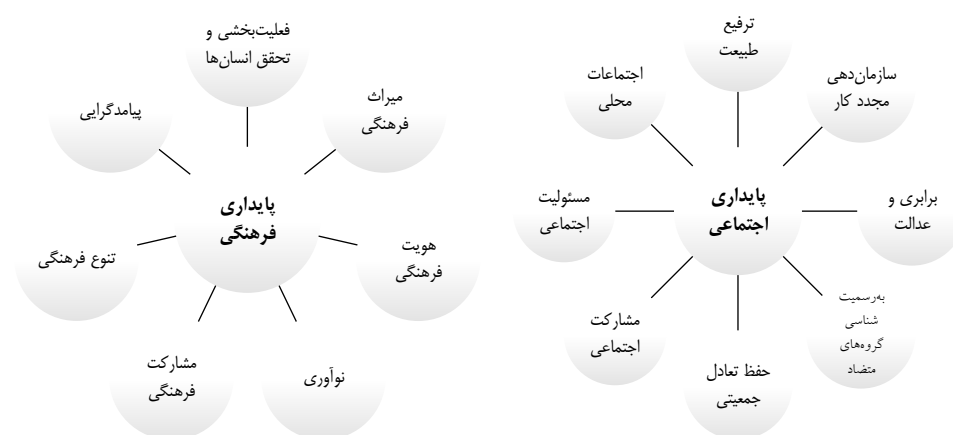 ترفیع
طبیعت
سازمان‌دهی
مجدد کار
برابری و
عدالت
به‌رسمیت
شناسی
گروه‌های
متضاد
حفظ تعادل
جمعیتی
مشارکت
اجتماعی
مسئولیت
اجتماعی
اجتماعات
محلی
پایداری
اجتماعی
فعلیت‌بخشی و
تحقق انسان‌ها
میراث
فرهنگی
هویت
فرهنگی
نوآوری
مشارکت
فرهنگی
تنوع فرهنگی
پیامدگرایی
پایداری
فرهنگی